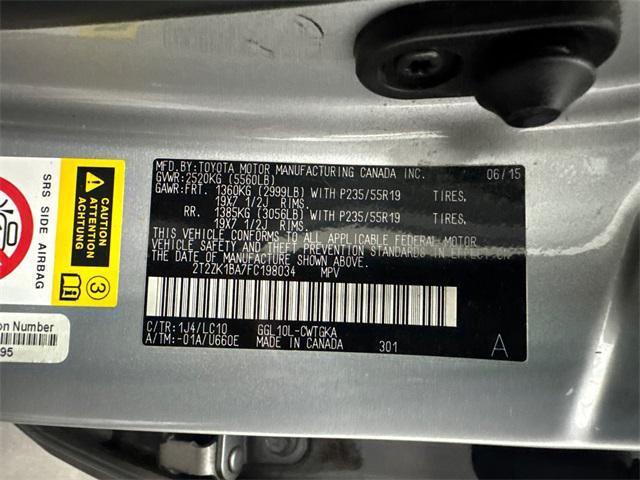 MFD.BY:TOYOTA MOTOR MANUFACTURING CANADA INC. 06/15
GVWR:2520KG (5560LB)
GAWR:FRT. 1360KG (2999LB) WITH P235/55R19 TIRES,
19X7 1/2J RIMS.
RR. 1385KG (3056LB) WITH P235/55R19 TIRES,
19X7 1/2J RIMS.
THIS VEHICLE CONFORMS TO ALL APPLICABLE FEDERAL MOTOR
VEHICLE SAFETY AND THEFT PREVENTION STANDARDS IN EFFECT ON
THE DATE OF MANUFACTURE SHOWN ABOVE.
2T2ZK1BA7FC198034 MPV
C/TR:1J4/LC10 GGL10L-CWTGKA
A/TM:-01A/U660E MADE IN CANADA 301 A
SRS SIDE AIRBAG
CAUTION
ATTENTION
ACHTUNG
3
on Number
95